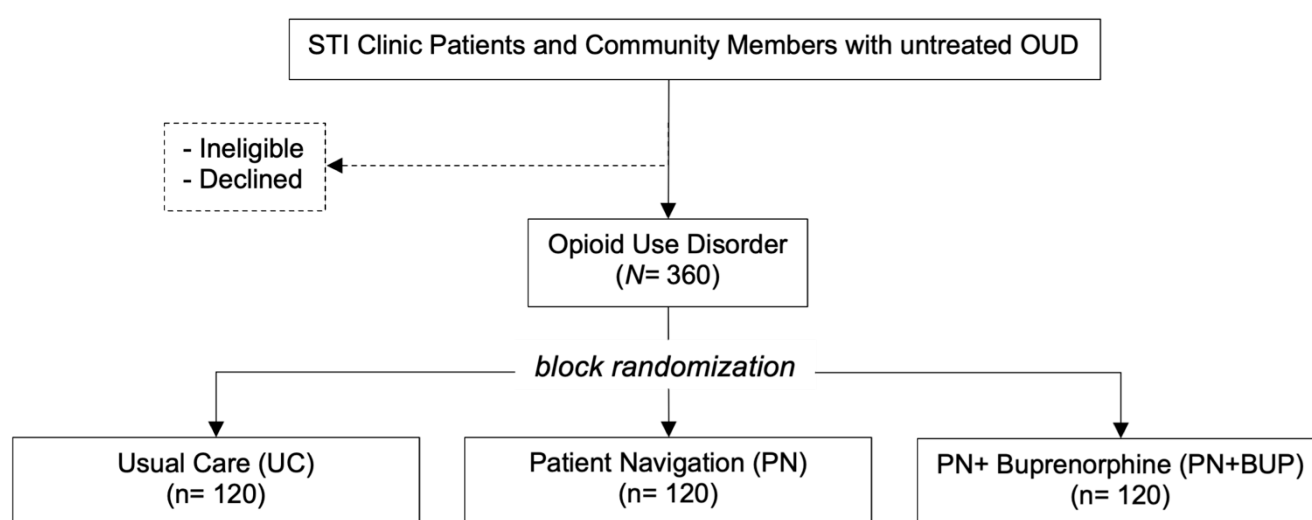 STI Clinic Patients and Community Members with untreated OUD
- Ineligible
- Declined
Opioid Use Disorder
(N= 360)
block randomization
Usual Care (UC)
(n= 120)
Patient Navigation (PN)
(n= 120)
PN+ Buprenorphine (PN+BUP)
(n= 120)